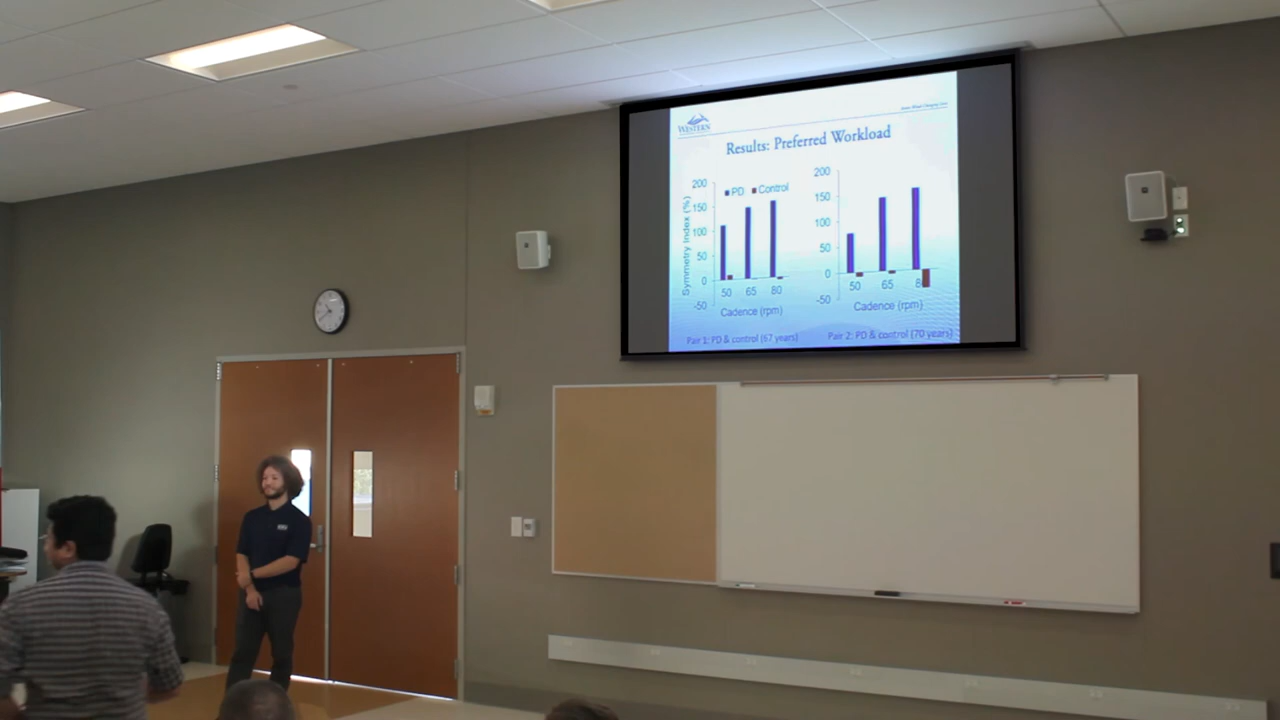 WESTERN
Results: Preferred Workload
200
150
100
50
0
-50
Symmetry Index (%)
PD Control
50 65 80
Cadence (rpm)
Pair 1: PD & control (67 years)
200
150
100
50
0
-50
50 65 8
Cadence (rpm)
Pair 2: PD & control (70 years)